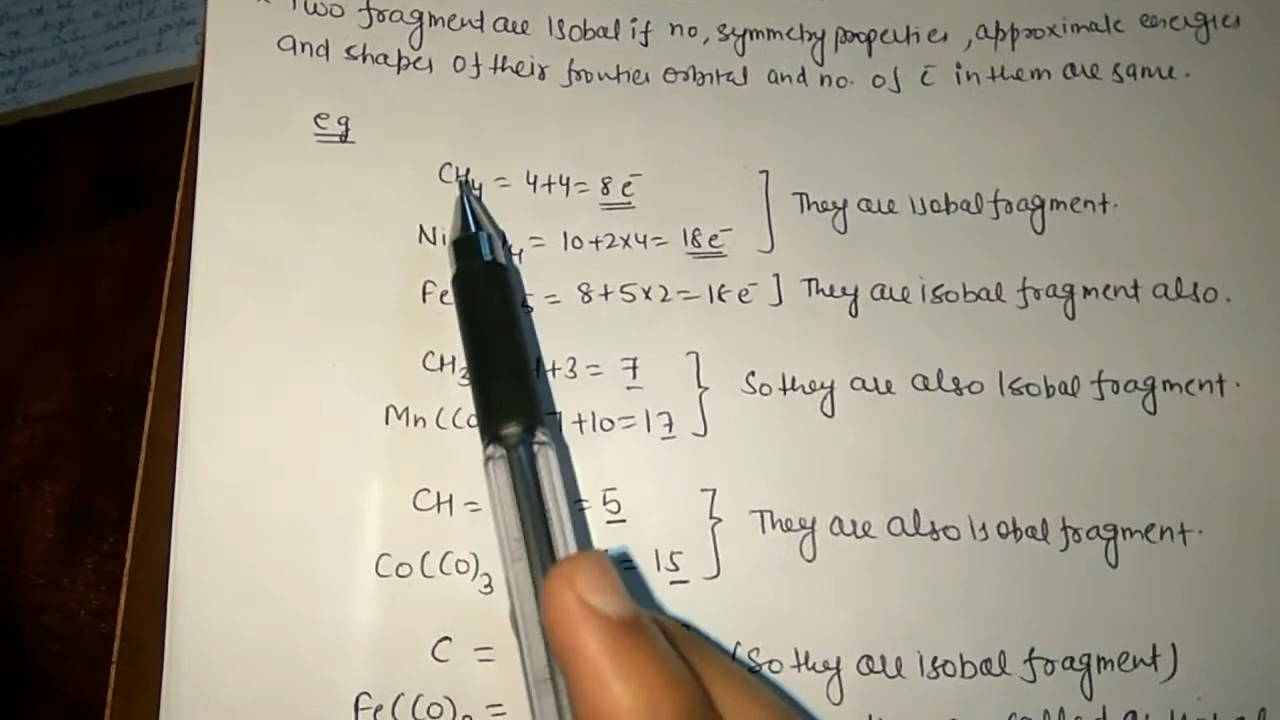 Two fragment are Isobal if no, symmetry properties, approximate energies
and shapes of their frontier orbital and no. of ē in them are same.
eg
CH4 = 4+4= 8e⁻
They are isobal fragment.
Ni 4 = 10+2x4= 18e⁻
Fe 5 = 8+5x2=18e⁻ ] They are isobal fragment also.
CH3 +3= 7
So they are also Isobal fragment.
Mn(CO +10=17
CH = = 5
They are also Isobal fragment.
Co(CO)3 = 15
C =
(So they are isobal fragment)
Fe(CO) =